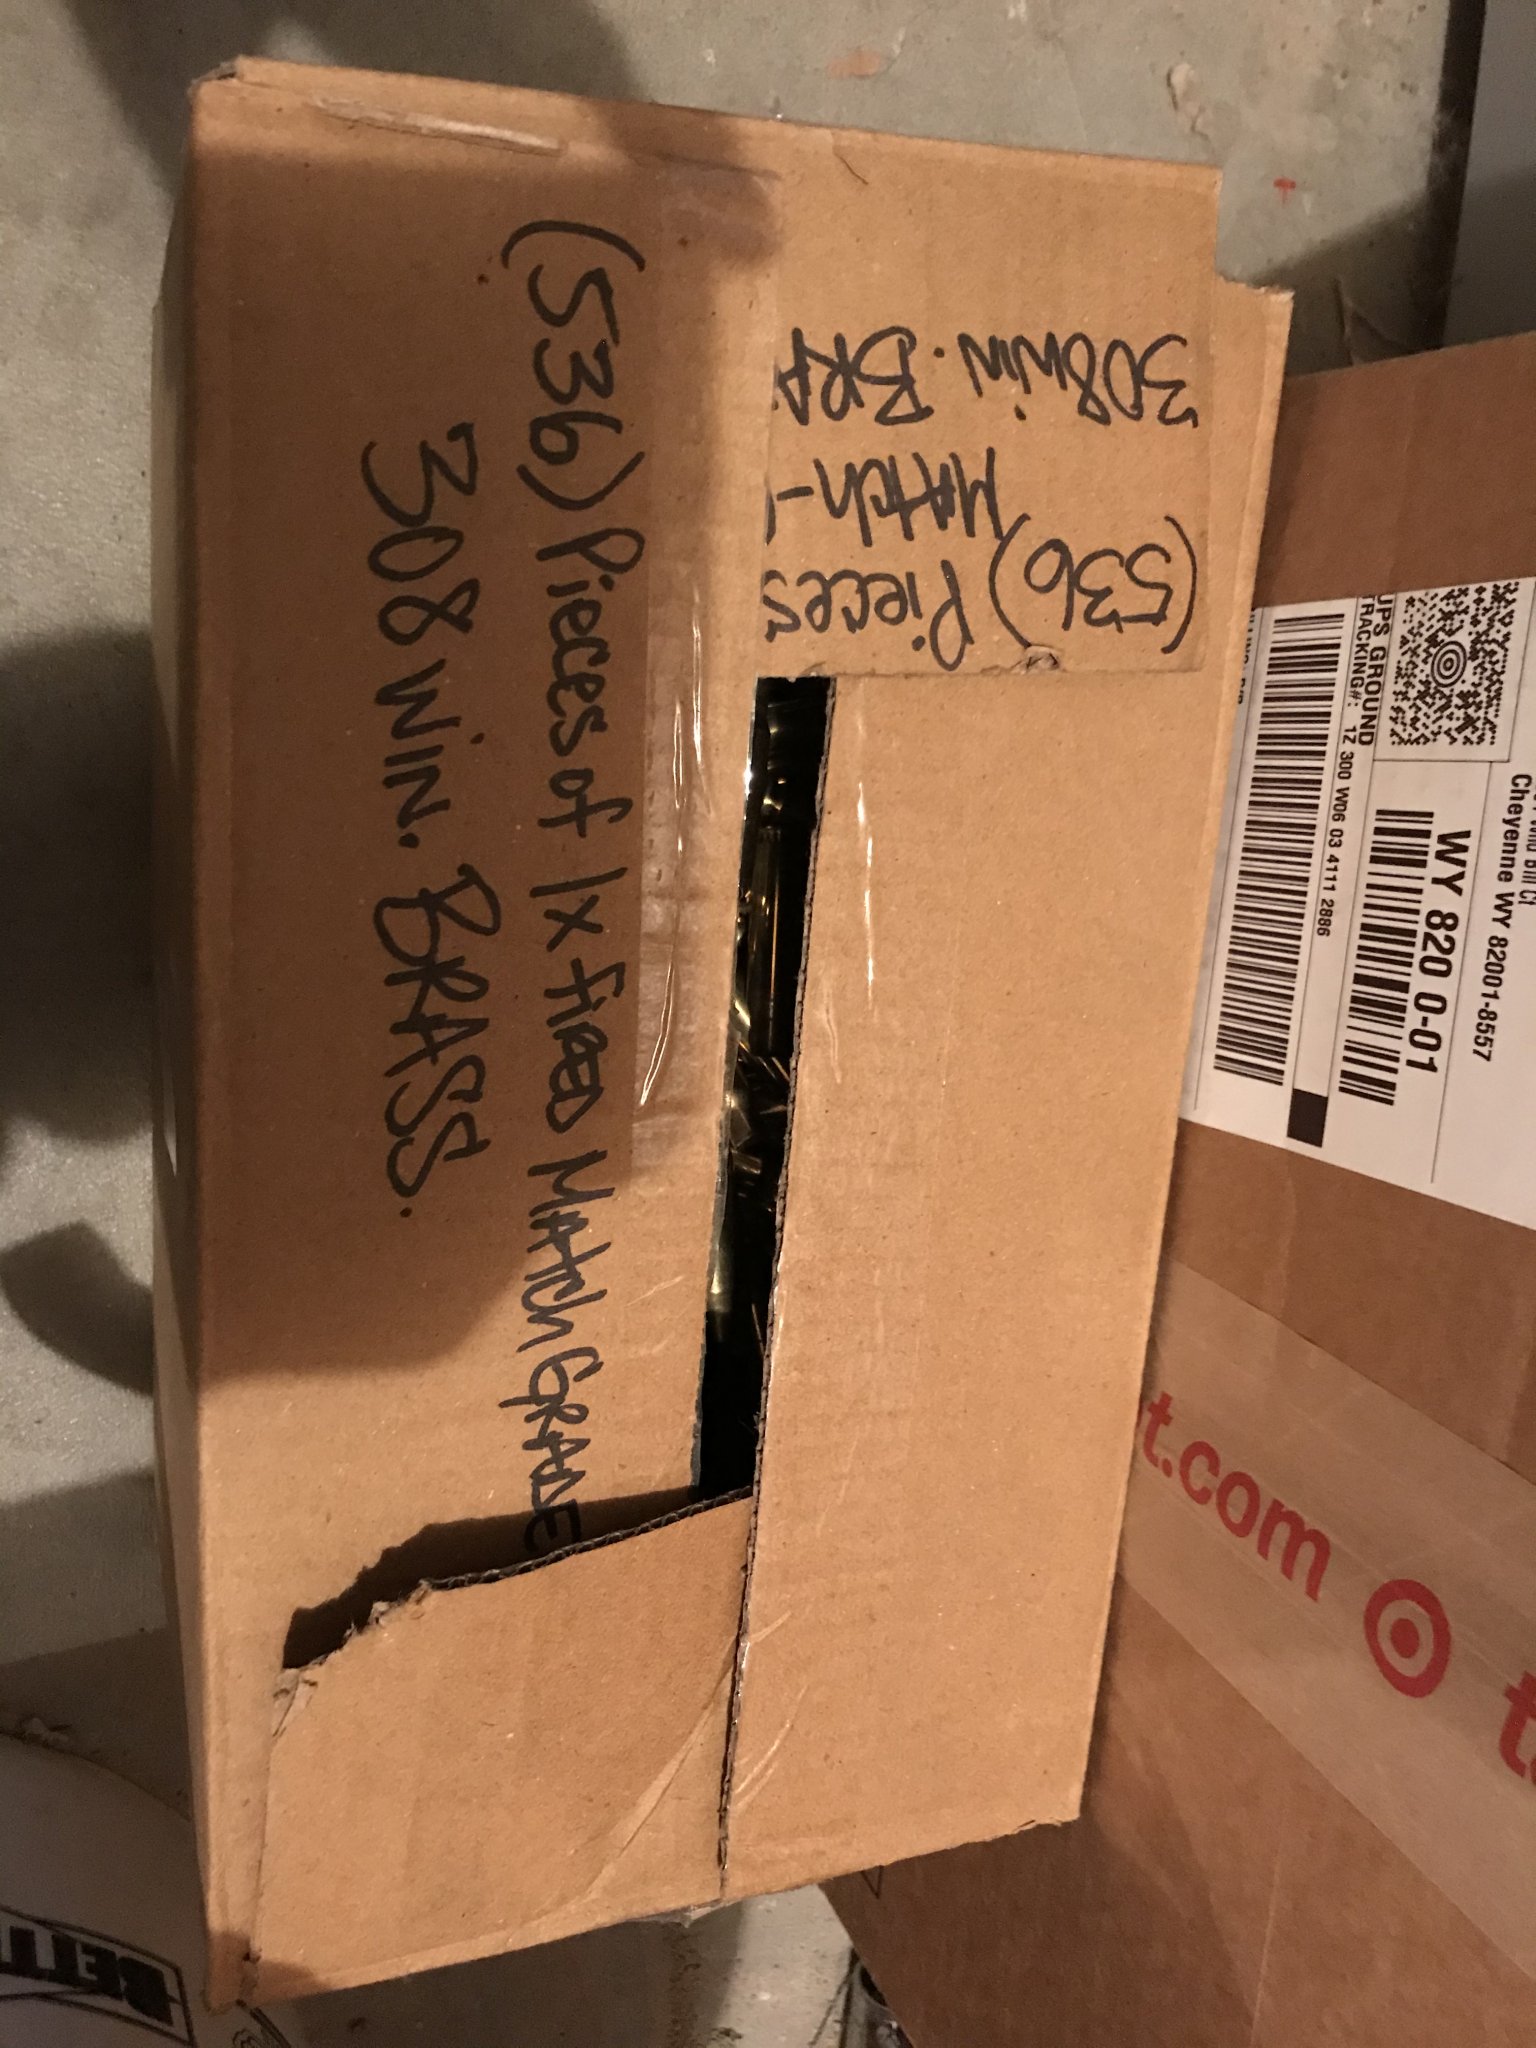 (536) Pieces of 1x-fired MATCH GRADE
308 WIN. BRASS.
308 WIN. BRA
MATCH-
(536) Pieces
Cheyenne WY 82001-8557
WY 820 0-01
UPS GROUND
TRACKING#: 1Z 300 W06 03 4111 2886
t.com